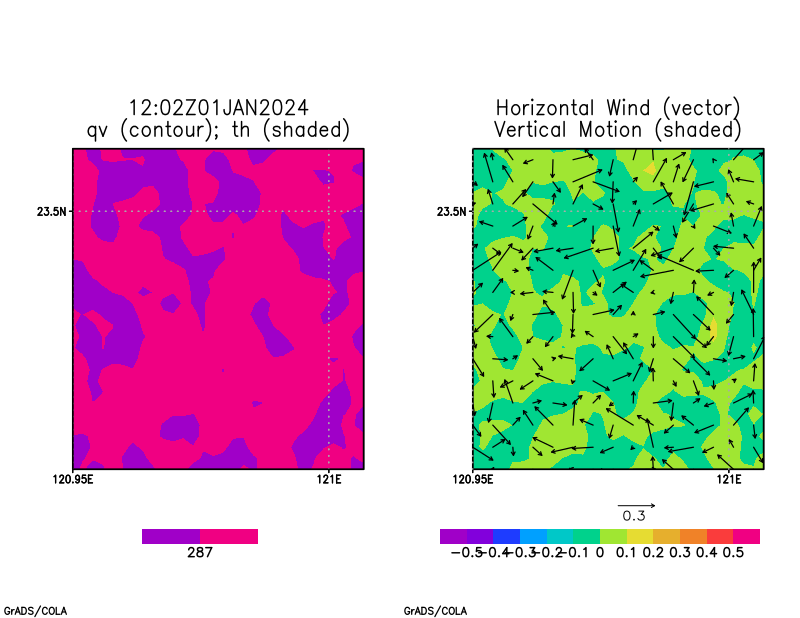 12:02Z01JAN2024
qv (contour); th (shaded)
23.5N
120.95E 121E
287
Horizontal Wind (vector)
Vertical Motion (shaded)
23.5N
120.95E 121E
0.3
-0.5 -0.4 -0.3 -0.2 -0.1 0 0.1 0.2 0.3 0.4 0.5
GrADS/COLA GrADS/COLA